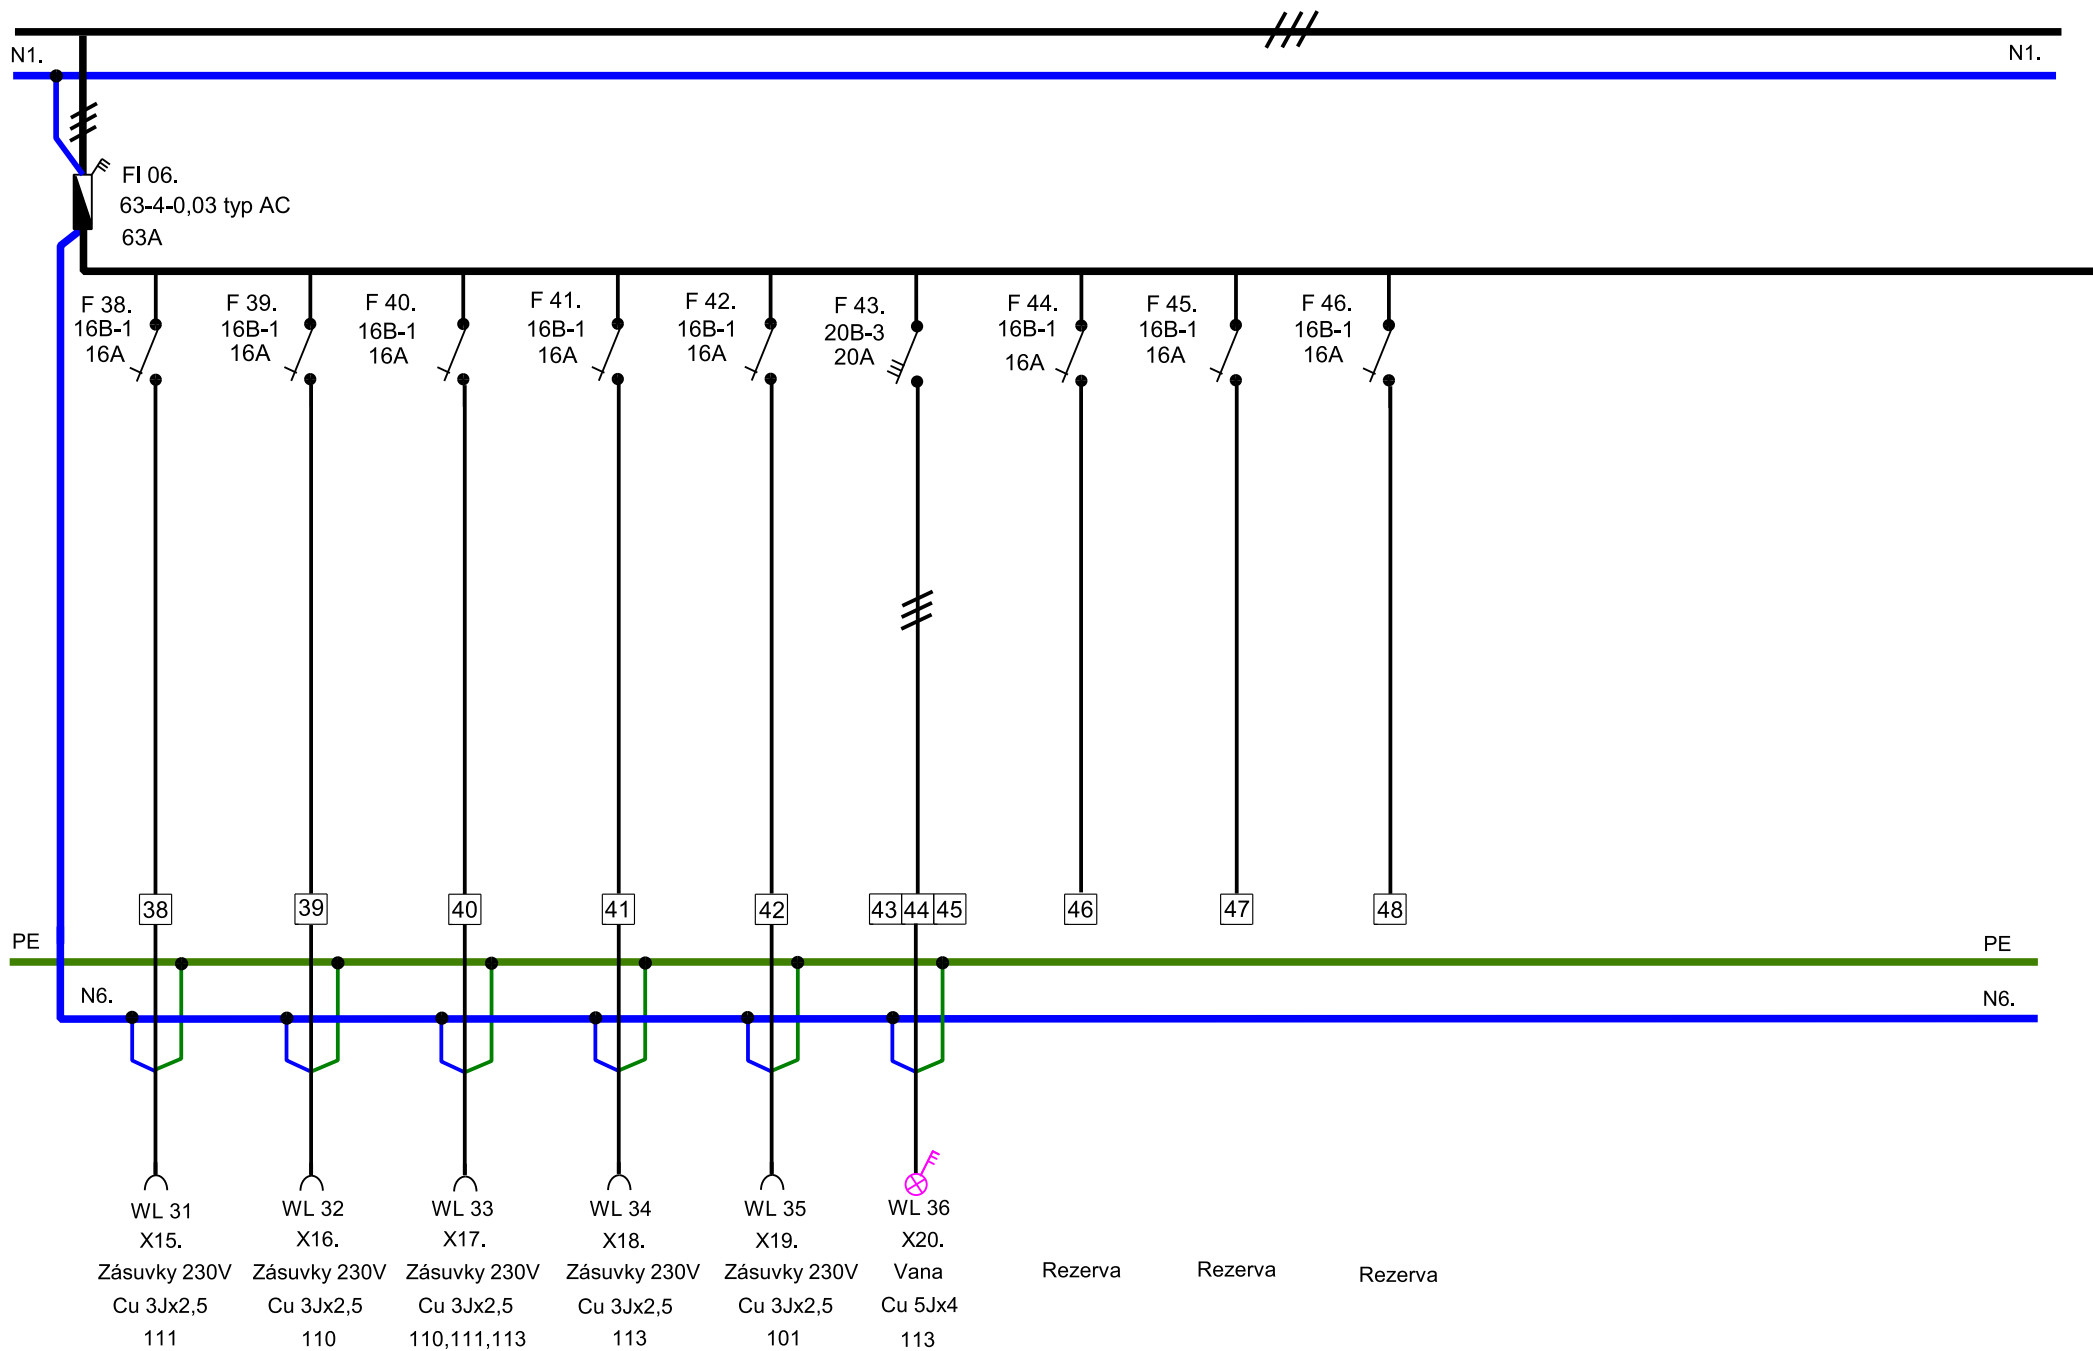 N1.
N1.
FI 06.
63-4-0,03 typ AC
63A
F 38.
16B-1
16A
F 39.
16B-1
16A
F 40.
16B-1
16A
F 41.
16B-1
16A
F 42.
16B-1
16A
F 43.
20B-3
20A
F 44.
16B-1
16A
F 45.
16B-1
16A
F 46.
16B-1
16A
38
39
40
41
42
43 44 45
46
47
48
PE
PE
N6.
N6.
WL 31
X15.
Zásuvky 230V
Cu 3Jx2,5
111
WL 32
X16.
Zásuvky 230V
Cu 3Jx2,5
110
WL 33
X17.
Zásuvky 230V
Cu 3Jx2,5
110,111,113
WL 34
X18.
Zásuvky 230V
Cu 3Jx2,5
113
WL 35
X19.
Zásuvky 230V
Cu 3Jx2,5
101
WL 36
X20.
Vana
Cu 5Jx4
113
Rezerva
Rezerva
Rezerva